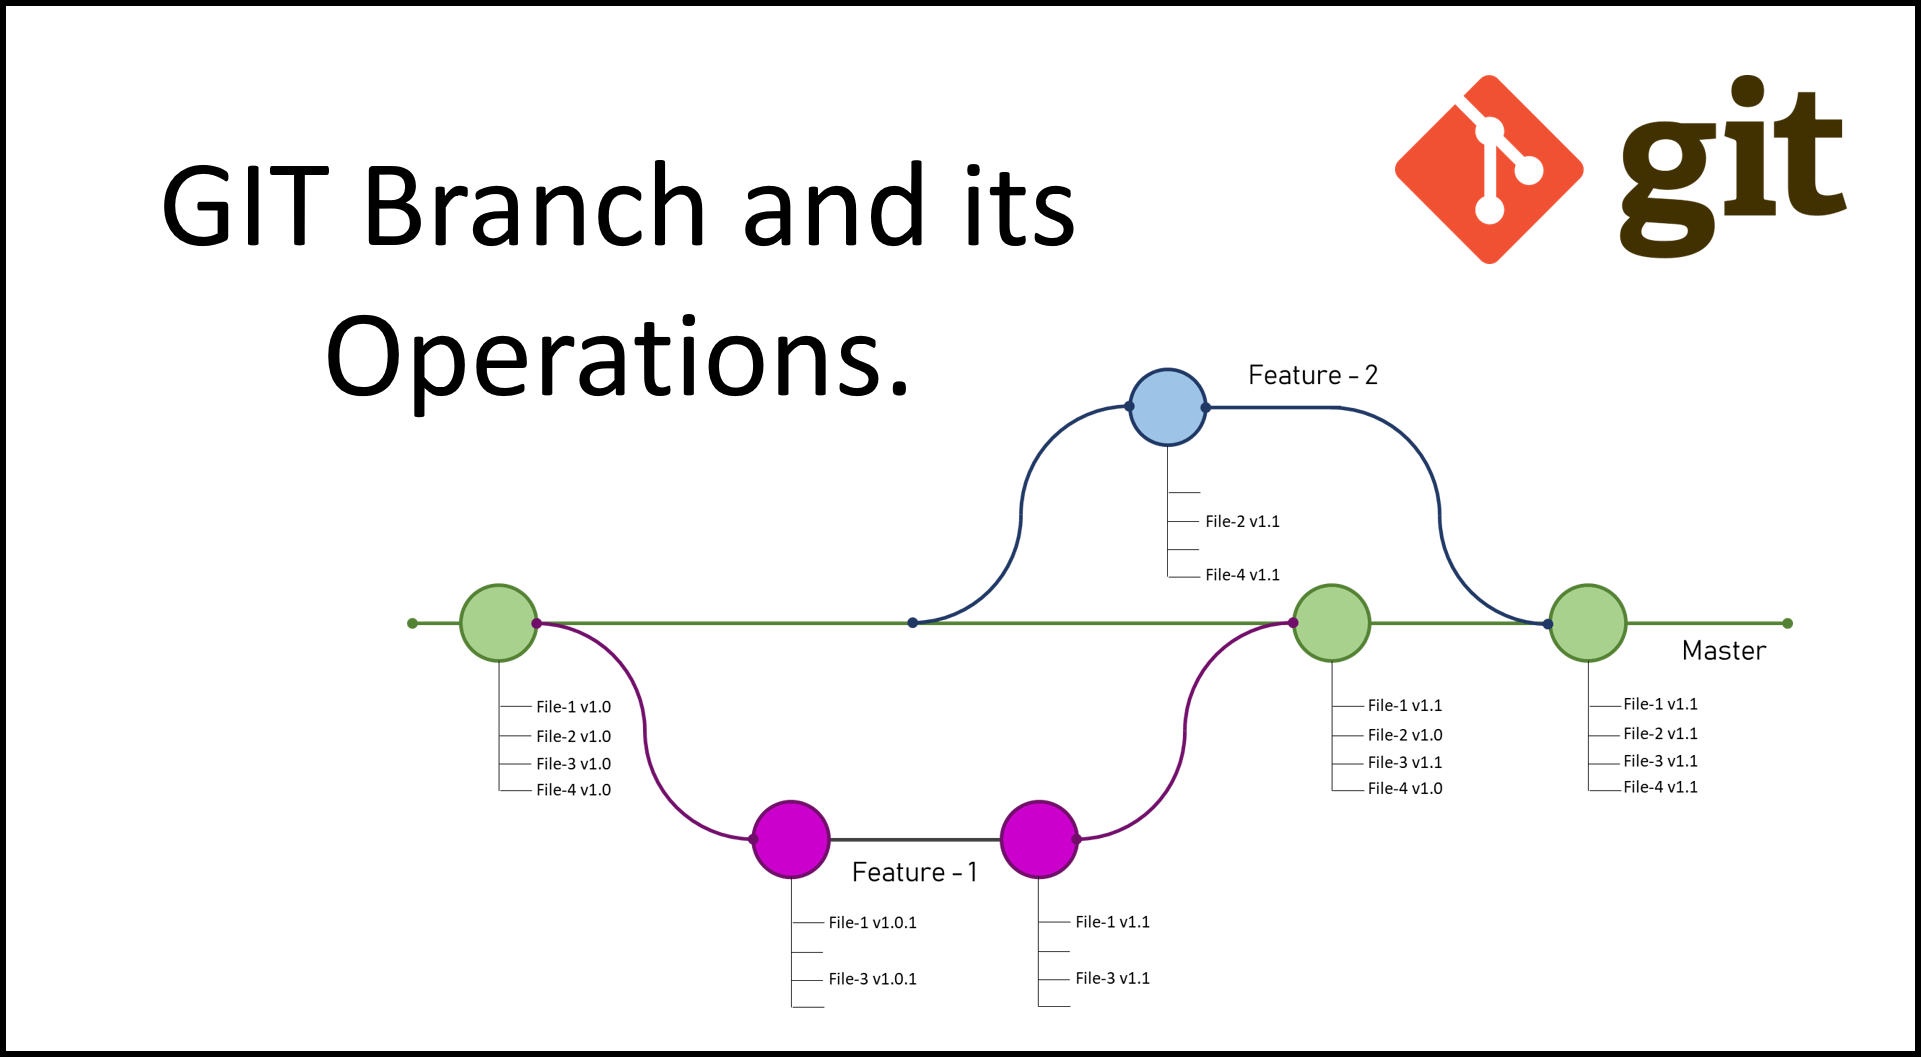 GIT Branch and its
Operations.
git
Feature - 2
File-2 v1.1
File-4 v1.1
Master
File-1 v1.0
File-2 v1.0
File-3 v1.0
File-4 v1.0
File-1 v1.1
File-2 v1.0
File-3 v1.1
File-4 v1.0
File-1 v1.1
File-2 v1.1
File-3 v1.1
File-4 v1.1
Feature - 1
File-1 v1.0.1
File-3 v1.0.1
File-1 v1.1
File-3 v1.1